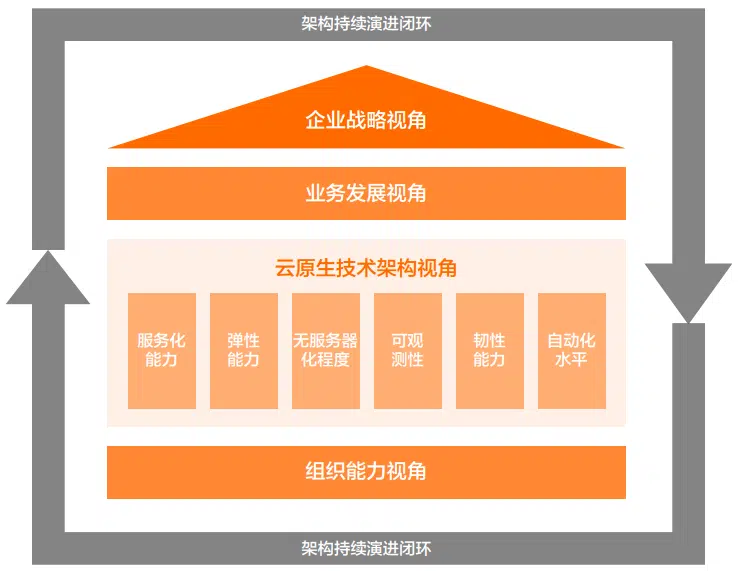 架构持续演进闭环
企业战略视角
业务发展视角
云原生技术架构视角
服务化
能力
弹性
能力
无服务器
化程度
可观
测性
韧性
能力
自动化
水平
组织能力视角
架构持续演进闭环